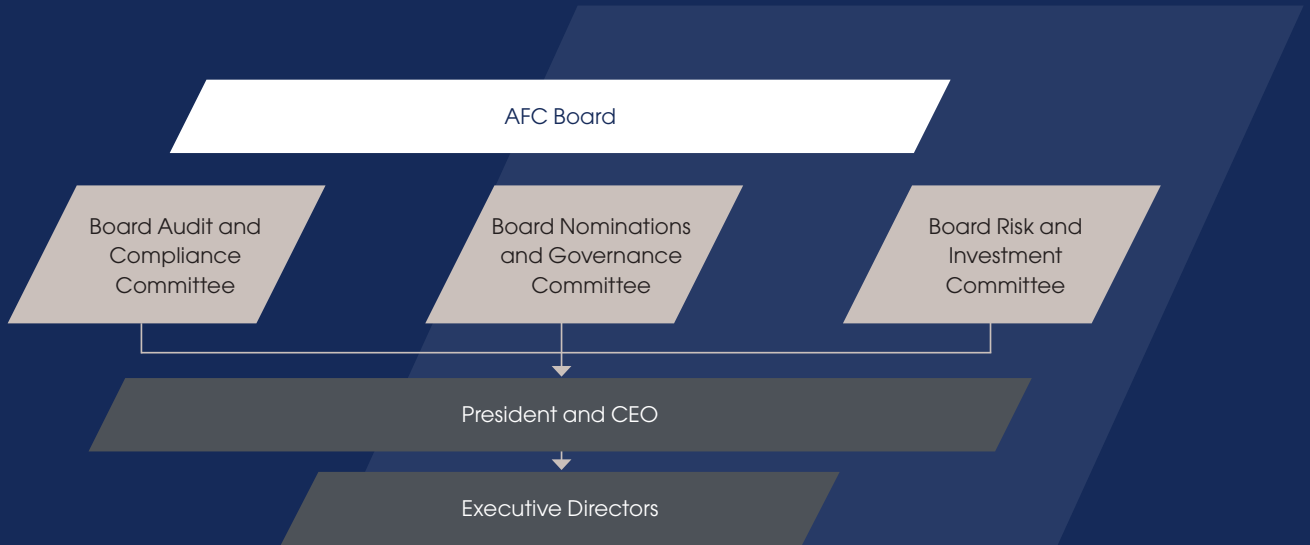 AFC Board
Board Audit and
Compliance
Committee
Board Nominations
and Governance
Committee
Board Risk and
Investment
Committee
President and CEO
Executive Directors